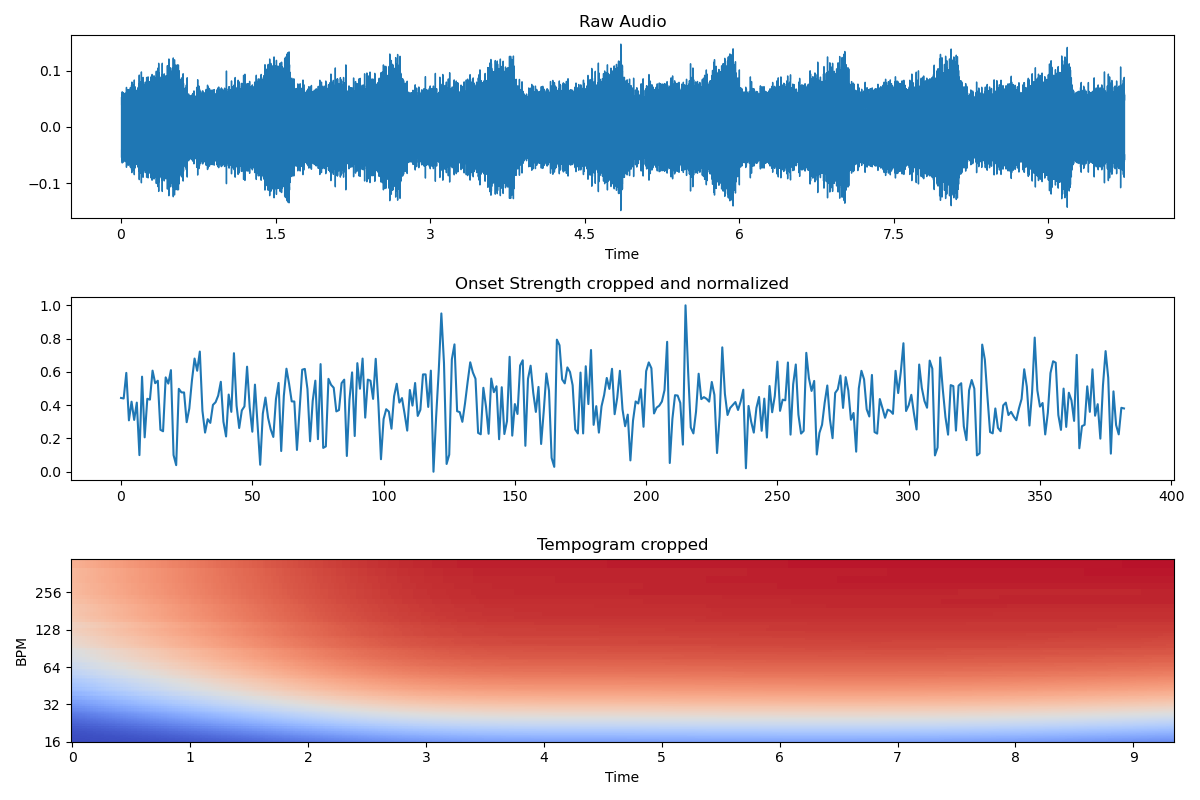 Raw Audio
0.1
0.0
−0.1
0 1.5 3 4.5 6 7.5 9
Time
Onset Strength cropped and normalized
1.0
0.8
0.6
0.4
0.2
0.0
0 50 100 150 200 250 300 350 400
Tempogram cropped
256
128
64
32
16
BPM
0 1 2 3 4 5 6 7 8 9
Time